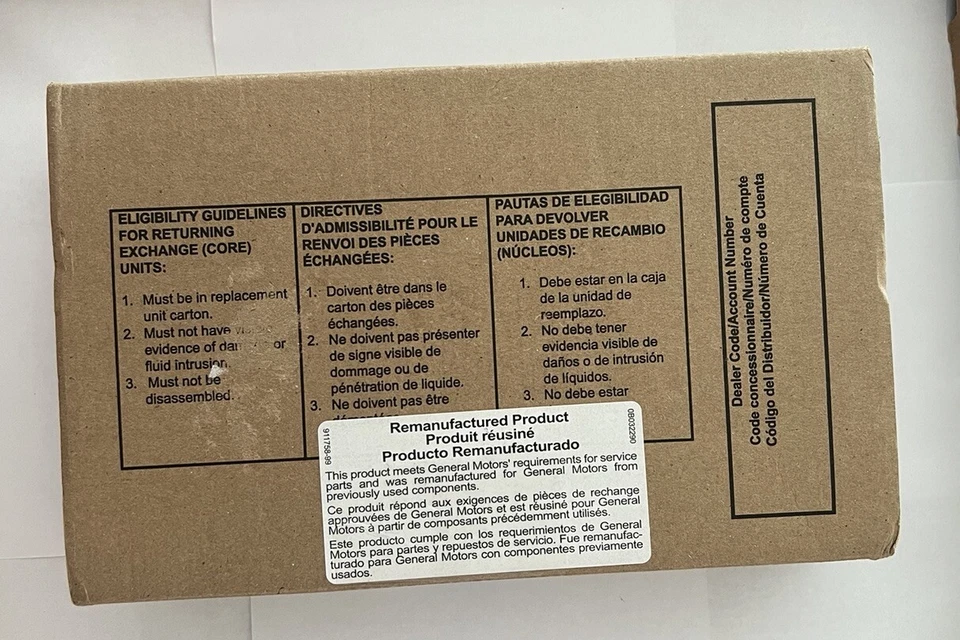 ELIGIBILITY GUIDELINES
FOR RETURNING
EXCHANGE (CORE)
UNITS:
1. Must be in replacement
unit carton.
2. Must not have
evidence of or
fluid intrusion.
3. Must not be
disassembled.
DIRECTIVES
D'ADMISSIBILITÉ POUR LE
RENVOI DES PIÈCES
ÉCHANGÉES:
1. Doivent être dans le
carton des pièces
échangées.
2. Ne doivent pas présenter
de signe visible de
dommage ou de
pénétration de liquide.
3. Ne doivent pas être
PAUTAS DE ELEGIBILIDAD
PARA DEVOLVER
UNIDADES DE RECAMBIO
(NÚCLEOS):
1. Debe estar en la caja
de la unidad de
reemplazo.
2. No debe tener
evidencia visible de
daños o de intrusión
de líquidos.
3. No debe estar
Dealer Code/Account Number
Code concessionnaire/Numéro de compte
Código del Distribuidor/Número de Cuenta
911758-99
0B032290
Remanufactured Product
Produit réusiné
Producto Remanufacturado
This product meets General Motors' requirements for service
parts and was remanufactured for General Motors from
previously used components.
Ce produit répond aux exigences de pièces de rechange
approuvées de General Motors et est réusiné pour General
Motors à partir de composants précédemment utilisés.
Este producto cumple con los requerimientos de General
Motors para partes y repuestos de servicio. Fue remanufac-
turado para General Motors con componentes previamente
usados.